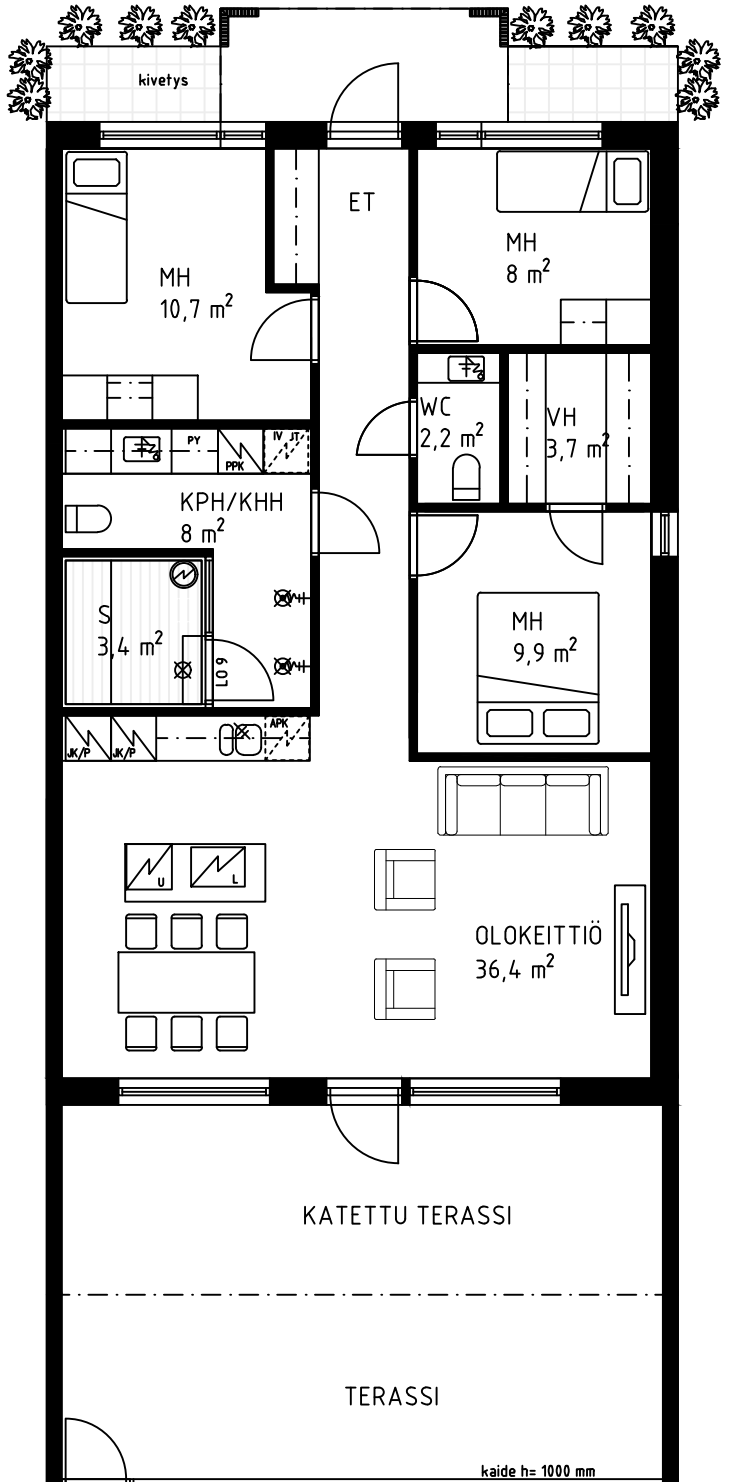 kivetys
ET
MH
8 m²
MH
10,7 m²
WC
2,2 m²
VH
3,7 m²
PY
PPK
IV JT
KPH/KHH
8 m²
S
3,4 m²
LO 9
MH
9,9 m²
JK/P
JK/P
APK
U
L
OLOKEITTIÖ
36,4 m²
KATETTU TERASSI
TERASSI
kaide h= 1000 mm